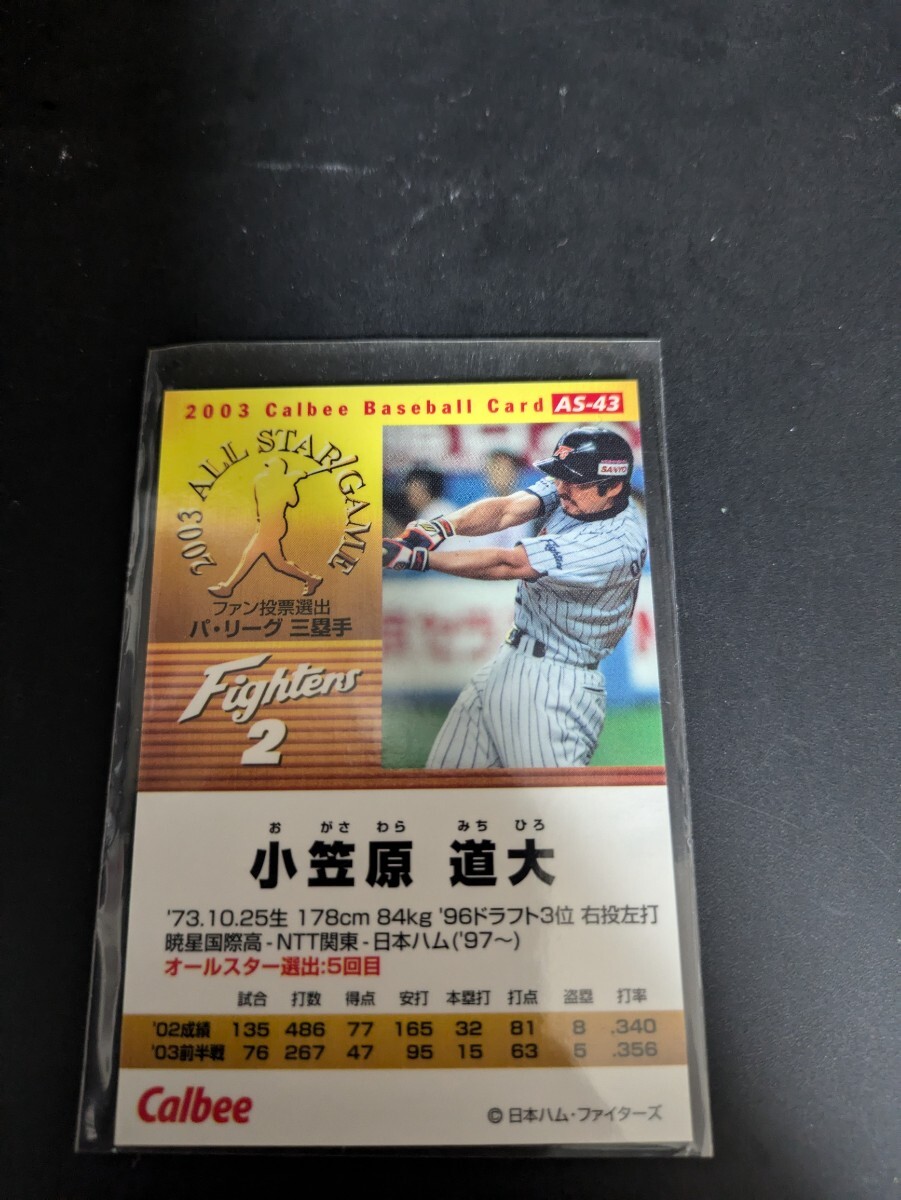 2003 Calbee Baseball Card AS-43
2003 ALL STAR GAME
ファン投票選出
パ・リーグ 三塁手
Fighters
2
SANYO
Fighters
お がさ わら みち ひろ
小笠原 道大
'73.10.25生 178cm 84kg '96ドラフト3位 右投左打
暁星国際高-NTT関東-日本ハム('97〜)
オールスター選出:5回目
試合 打数 得点 安打 本塁打 打点 盗塁 打率
'02成績 135 486 77 165 32 81 8 .340
'03前半戦 76 267 47 95 15 63 5 .356
Calbee
© 日本ハム・ファイターズ